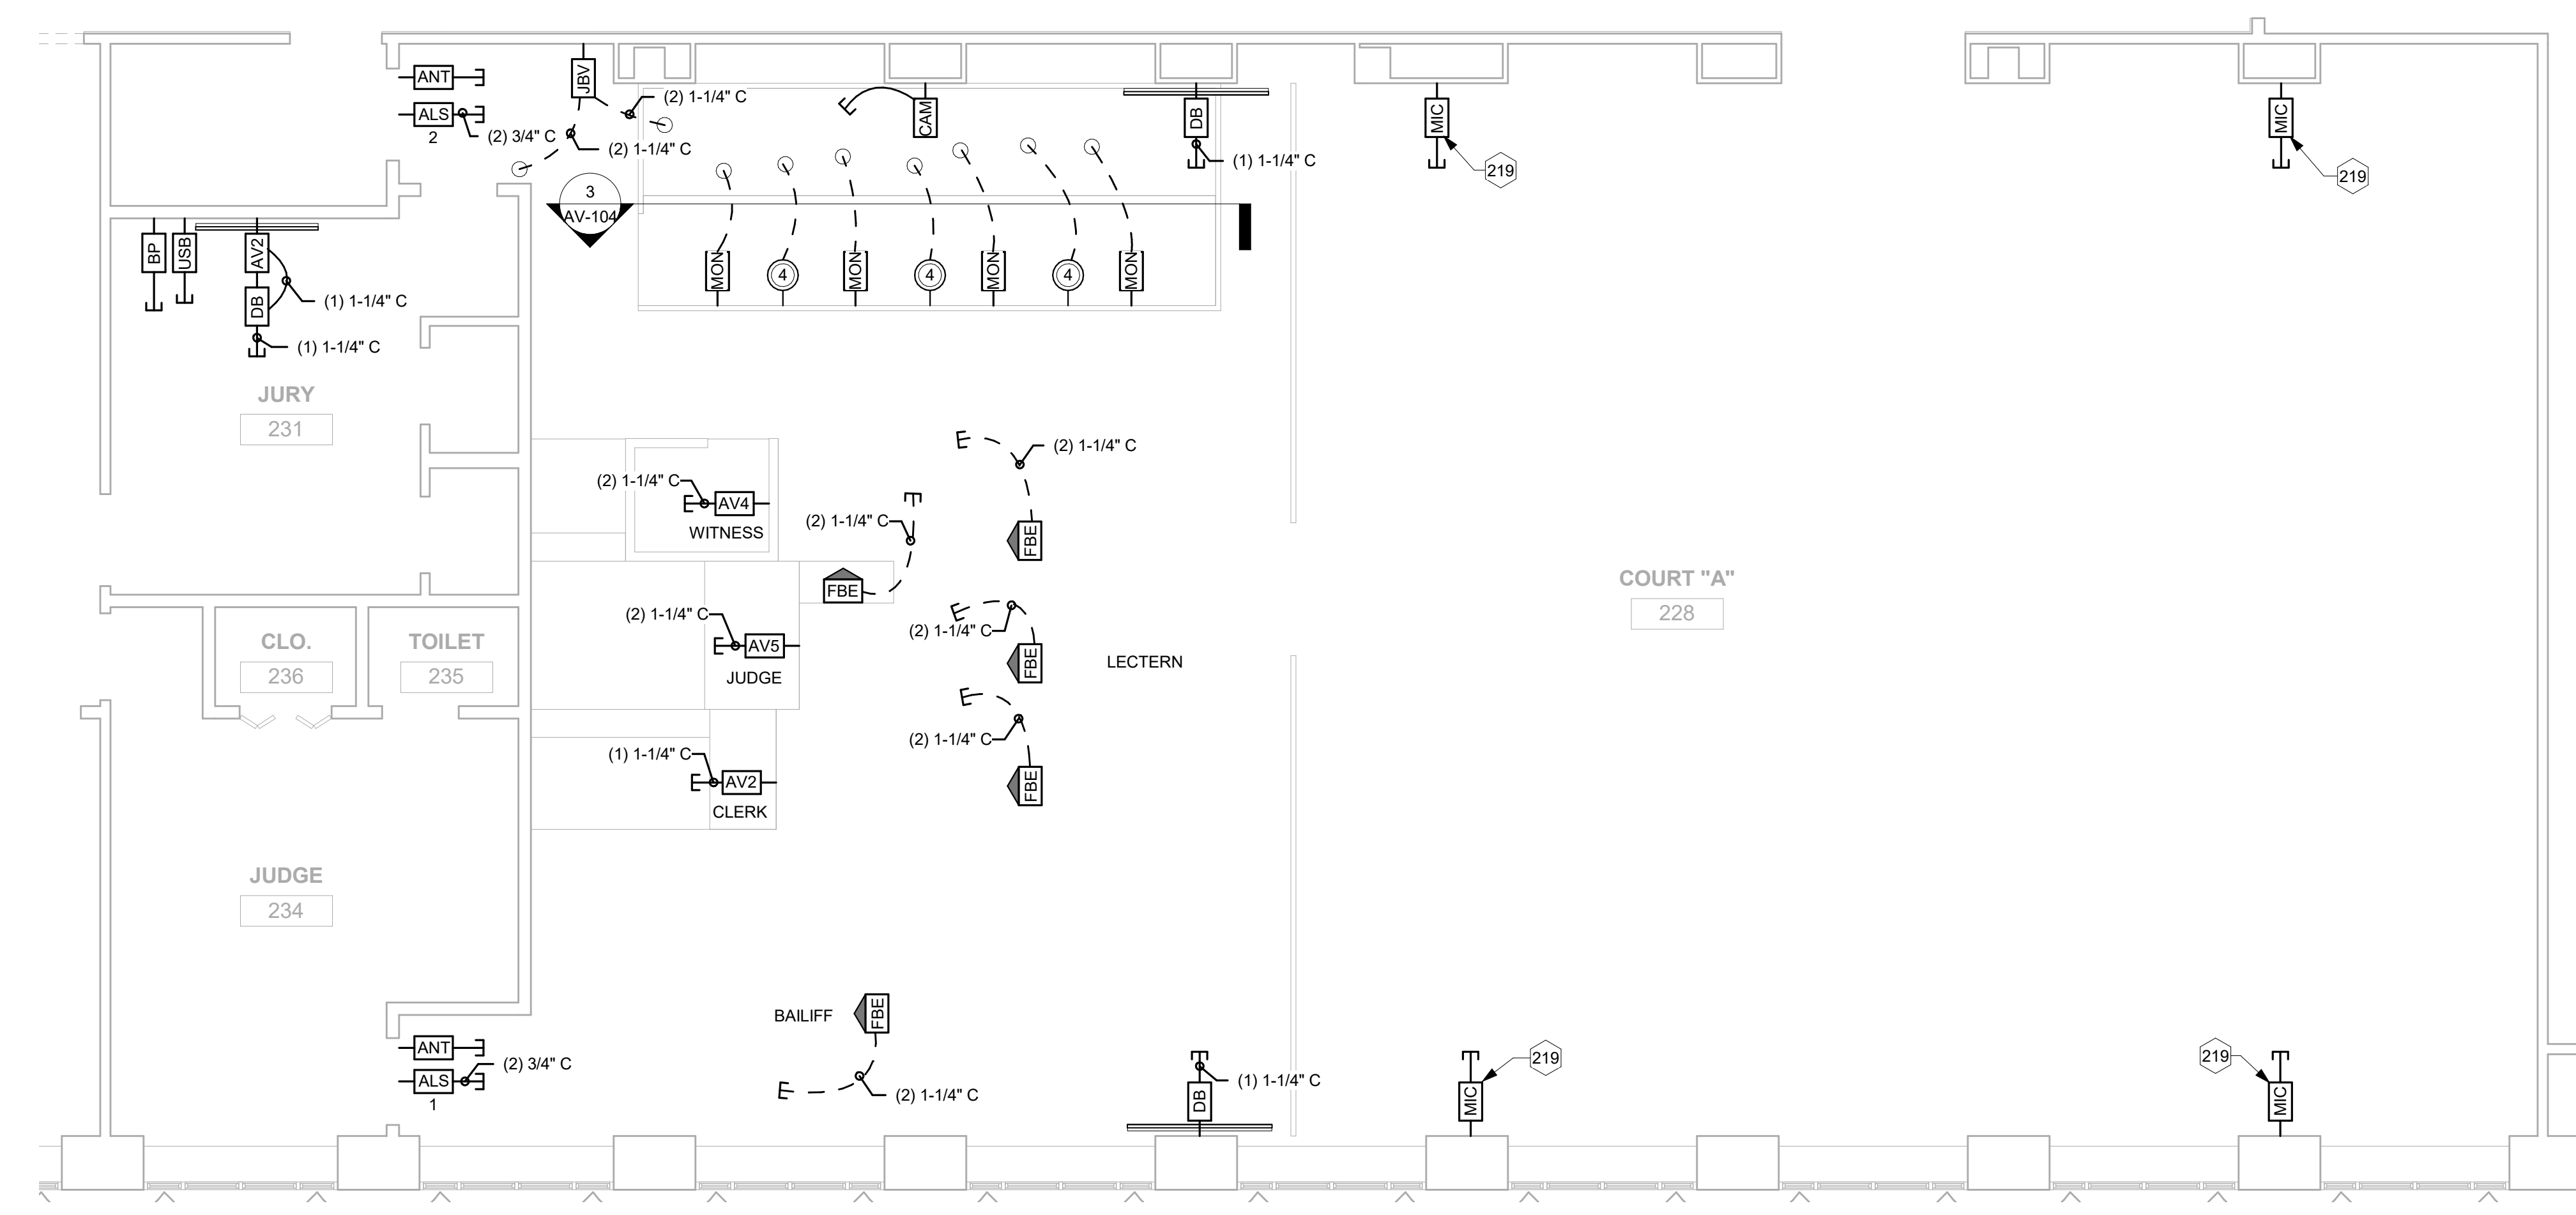 ANT
JBV
(2) 1-1/4" C
ALS
2
(2) 3/4" C
(2) 1-1/4" C
CAM
DB
(1) 1-1/4" C
MIC
219
MIC
219
3
AV-104
BP
USB
AV2
DB
(1) 1-1/4" C
(1) 1-1/4" C
MON
4
MON
4
MON
4
MON
JURY
231
(2) 1-1/4" C
(2) 1-1/4" C
AV4
WITNESS
(2) 1-1/4" C
FBE
FBE
COURT "A"
228
(2) 1-1/4" C
(2) 1-1/4" C
AV5
JUDGE
FBE
LECTERN
CLO.
236
TOILET
235
(2) 1-1/4" C
(1) 1-1/4" C
AV2
CLERK
FBE
JUDGE
234
BAILIFF
FBE
ANT
(2) 3/4" C
ALS
1
(2) 1-1/4" C
(1) 1-1/4" C
DB
219
MIC
219
MIC